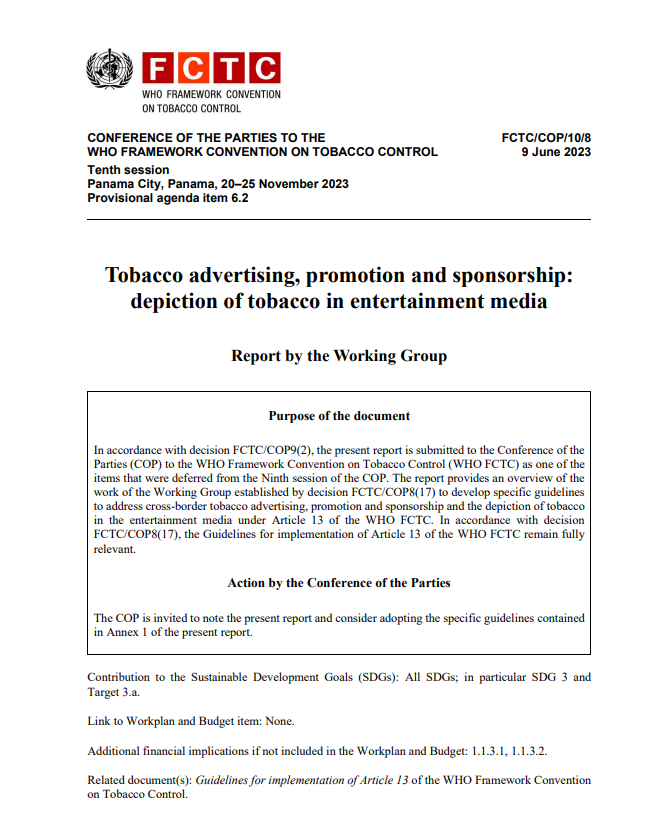 FCTC
WHO FRAMEWORK CONVENTION
ON TOBACCO CONTROL
CONFERENCE OF THE PARTIES TO THE
WHO FRAMEWORK CONVENTION ON TOBACCO CONTROL
FCTC/COP/10/8
9 June 2023
Tenth session
Panama City, Panama, 20–25 November 2023
Provisional agenda item 6.2
Tobacco advertising, promotion and sponsorship:
depiction of tobacco in entertainment media
Report by the Working Group
Purpose of the document
In accordance with decision FCTC/COP9(2), the present report is submitted to the Conference of the
Parties (COP) to the WHO Framework Convention on Tobacco Control (WHO FCTC) as one of the
items that were deferred from the Ninth session of the COP. The report provides an overview of the
work of the Working Group established by decision FCTC/COP8(17) to develop specific guidelines
to address cross-border tobacco advertising, promotion and sponsorship and the depiction of tobacco
in the entertainment media under Article 13 of the WHO FCTC. In accordance with decision
FCTC/COP8(17), the Guidelines for implementation of Article 13 of the WHO FCTC remain fully
relevant.
Action by the Conference of the Parties
The COP is invited to note the present report and consider adopting the specific guidelines contained
in Annex 1 of the present report.
Contribution to the Sustainable Development Goals (SDGs): All SDGs; in particular SDG 3 and
Target 3.a.
Link to Workplan and Budget item: None.
Additional financial implications if not included in the Workplan and Budget: 1.1.3.1, 1.1.3.2.
Related document(s): Guidelines for implementation of Article 13 of the WHO Framework Convention
on Tobacco Control.